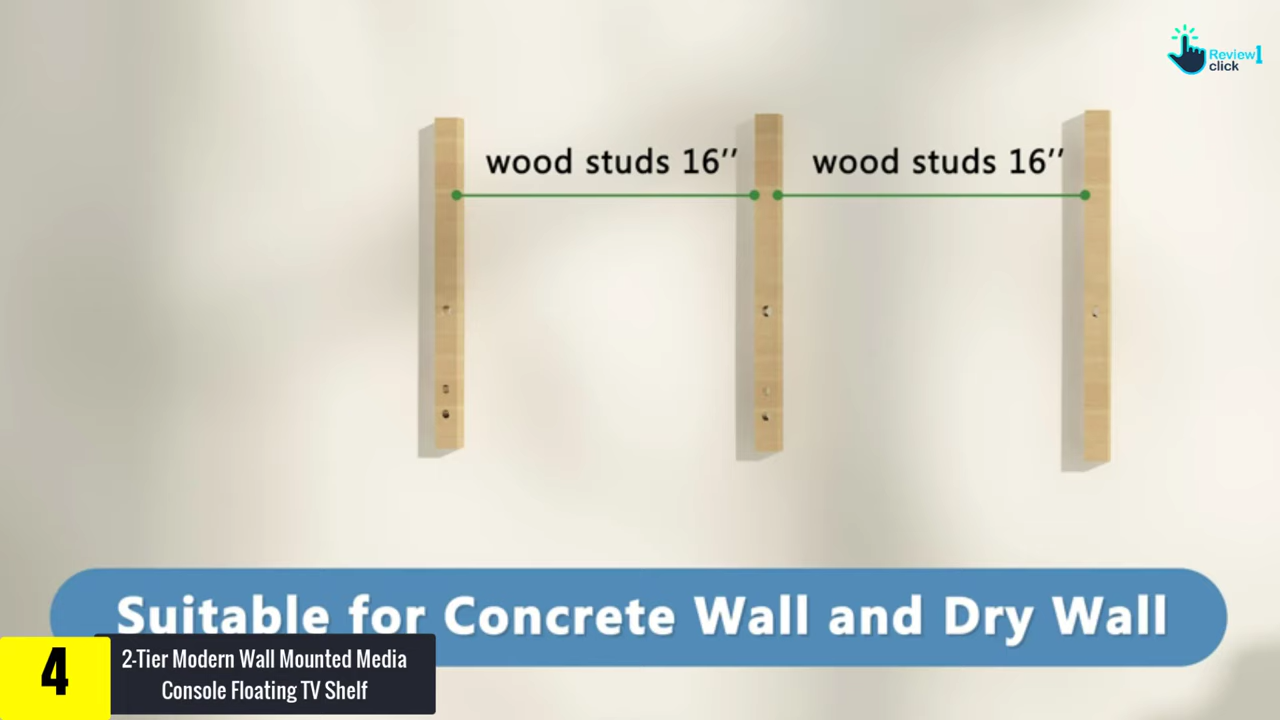 Review1
click
wood studs 16’’ wood studs 16’’
Suitable for Concrete Wall and Dry Wall
4
2-Tier Modern Wall Mounted Media
Console Floating TV Shelf